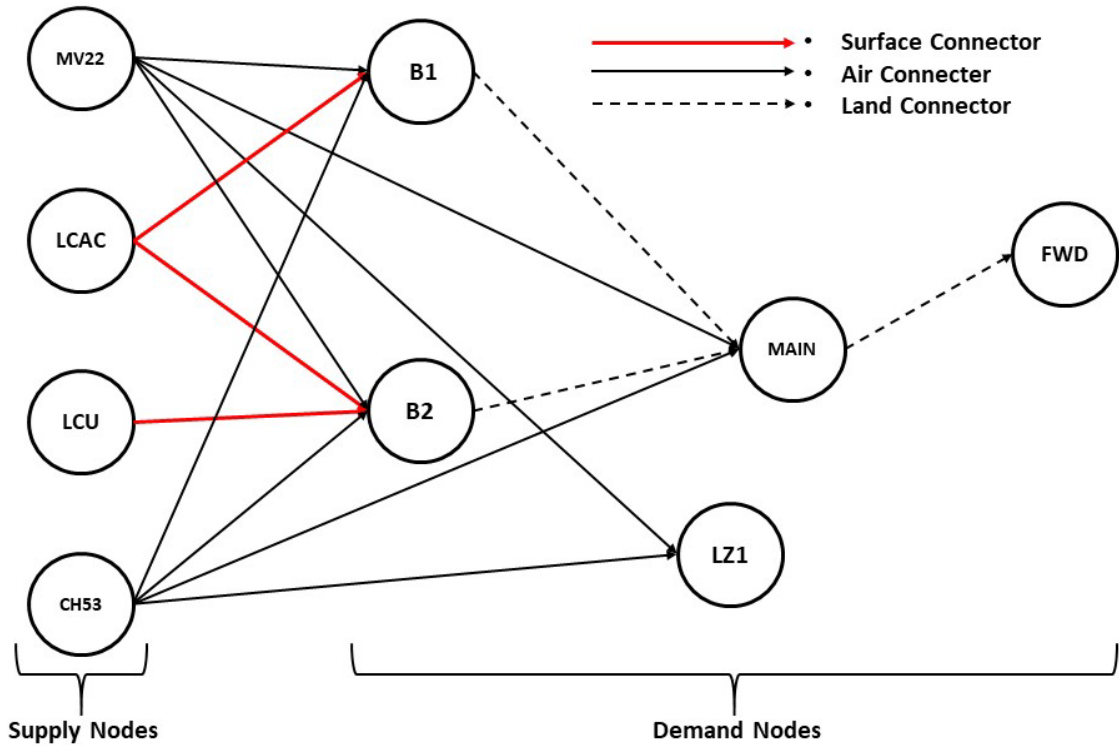 MV22
B1
• Surface Connector
• Air Connecter
• Land Connector
LCAC
FWD
MAIN
LCU
B2
LZ1
CH53
Supply Nodes
Demand Nodes